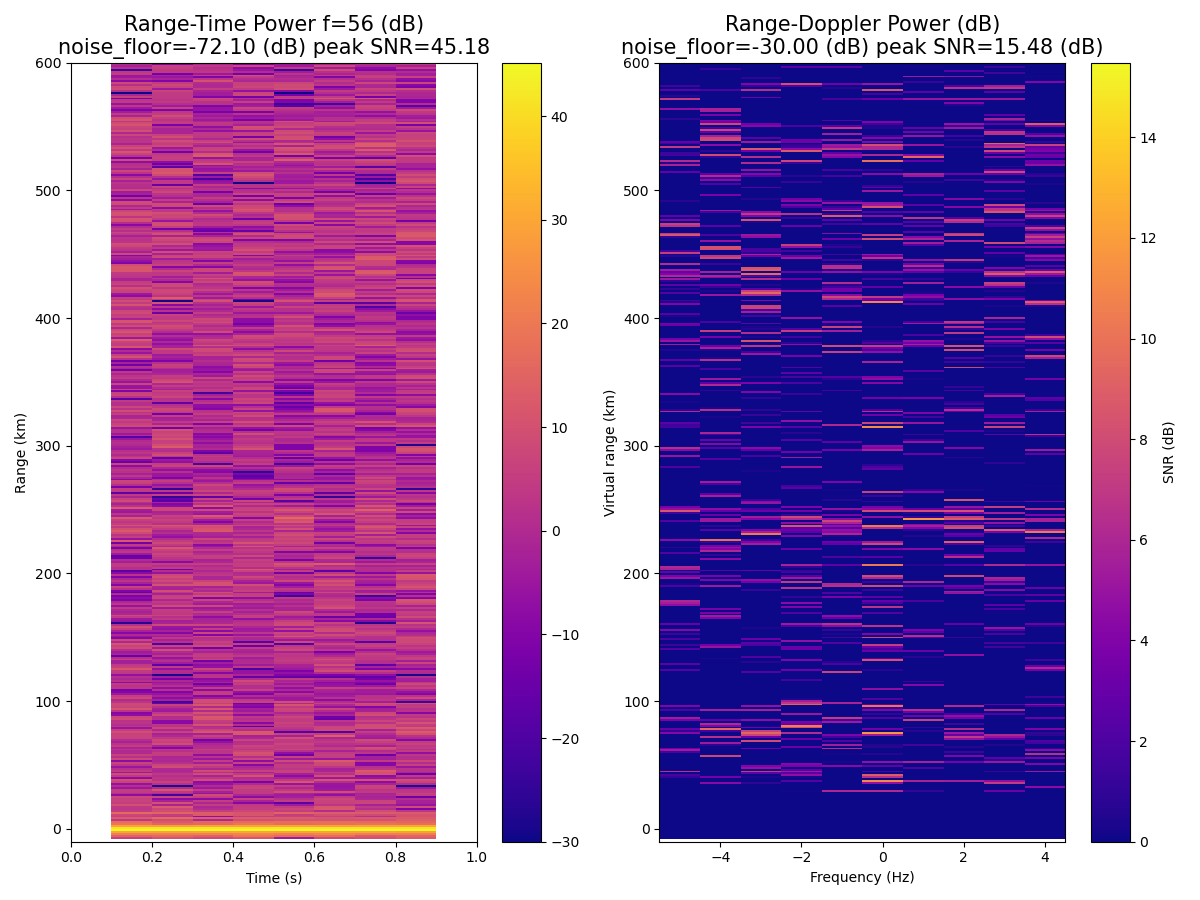 Range-Time Power f=56 (dB)
noise_floor=-72.10 (dB) peak SNR=45.18
600
500
400
300
200
100
0
Range (km)
0.0 0.2 0.4 0.6 0.8 1.0
Time (s)
40
30
20
10
0
−10
−20
−30
Range-Doppler Power (dB)
noise_floor=-30.00 (dB) peak SNR=15.48 (dB)
600
500
400
300
200
100
0
Virtual range (km)
−4 −2 0 2 4
Frequency (Hz)
14
12
10
8
6
4
2
0
SNR (dB)